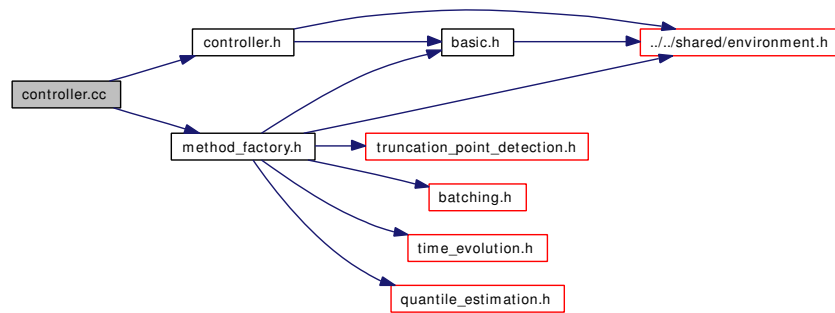 controller.h
basic.h
../../shared/environment.h
controller.cc
method_factory.h
truncation_point_detection.h
batching.h
time_evolution.h
quantile_estimation.h